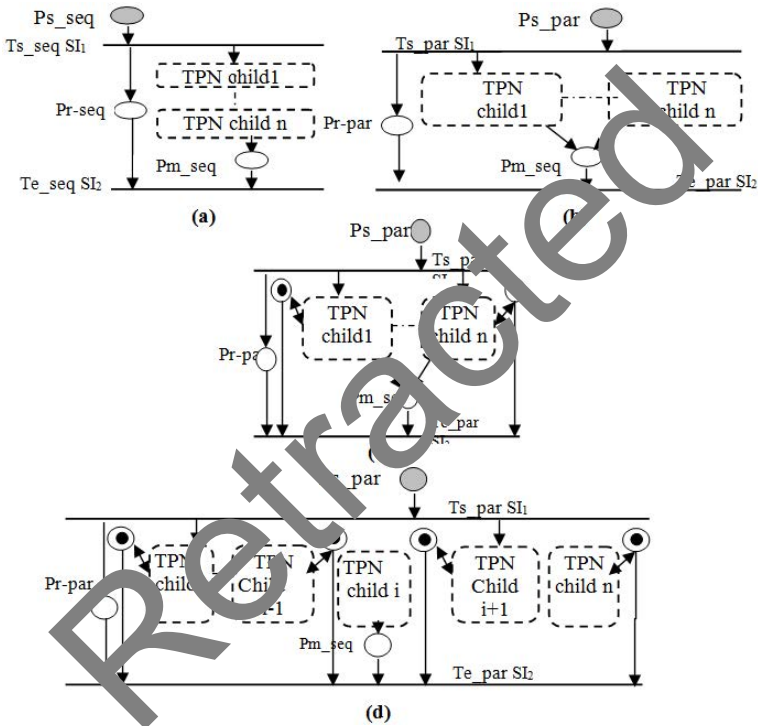 Ps_seq
Ts_seq SI1
TPN child1
Pr-seq
TPN child n
Pm_seq
Te_seq SI2
(a)
Ps_par
Ts_par SI1
TPN
child1
TPN
child n
Pr-par
Pm_seq
Te_par SI2
Ps_par
TPN
child1
TPN
child n
(d)
Ts_par SI1
TPN
child
TPN
child i
TPN
Child
i+1
TPN
child n
Pr-par
Pm_seq
Te_par SI2
Retracted